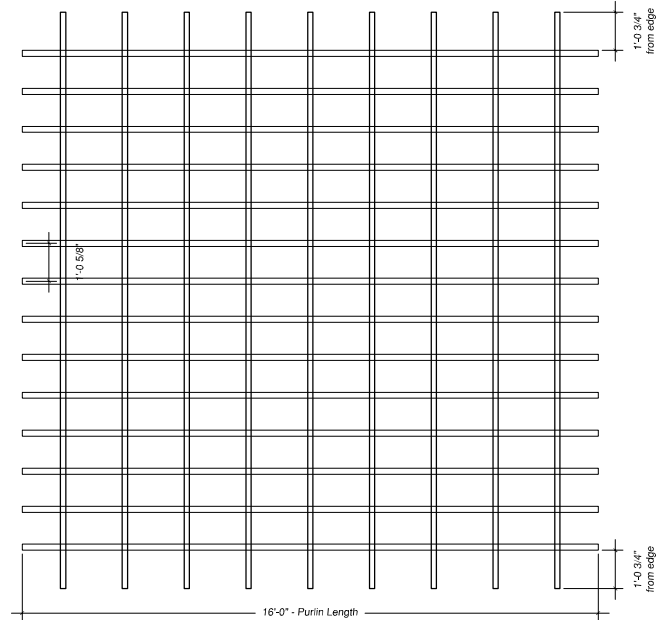 1'-0 3/4"
from edge
1'-0 5/8"
1'-0 3/4"
from edge
16'-0" - Purlin Length